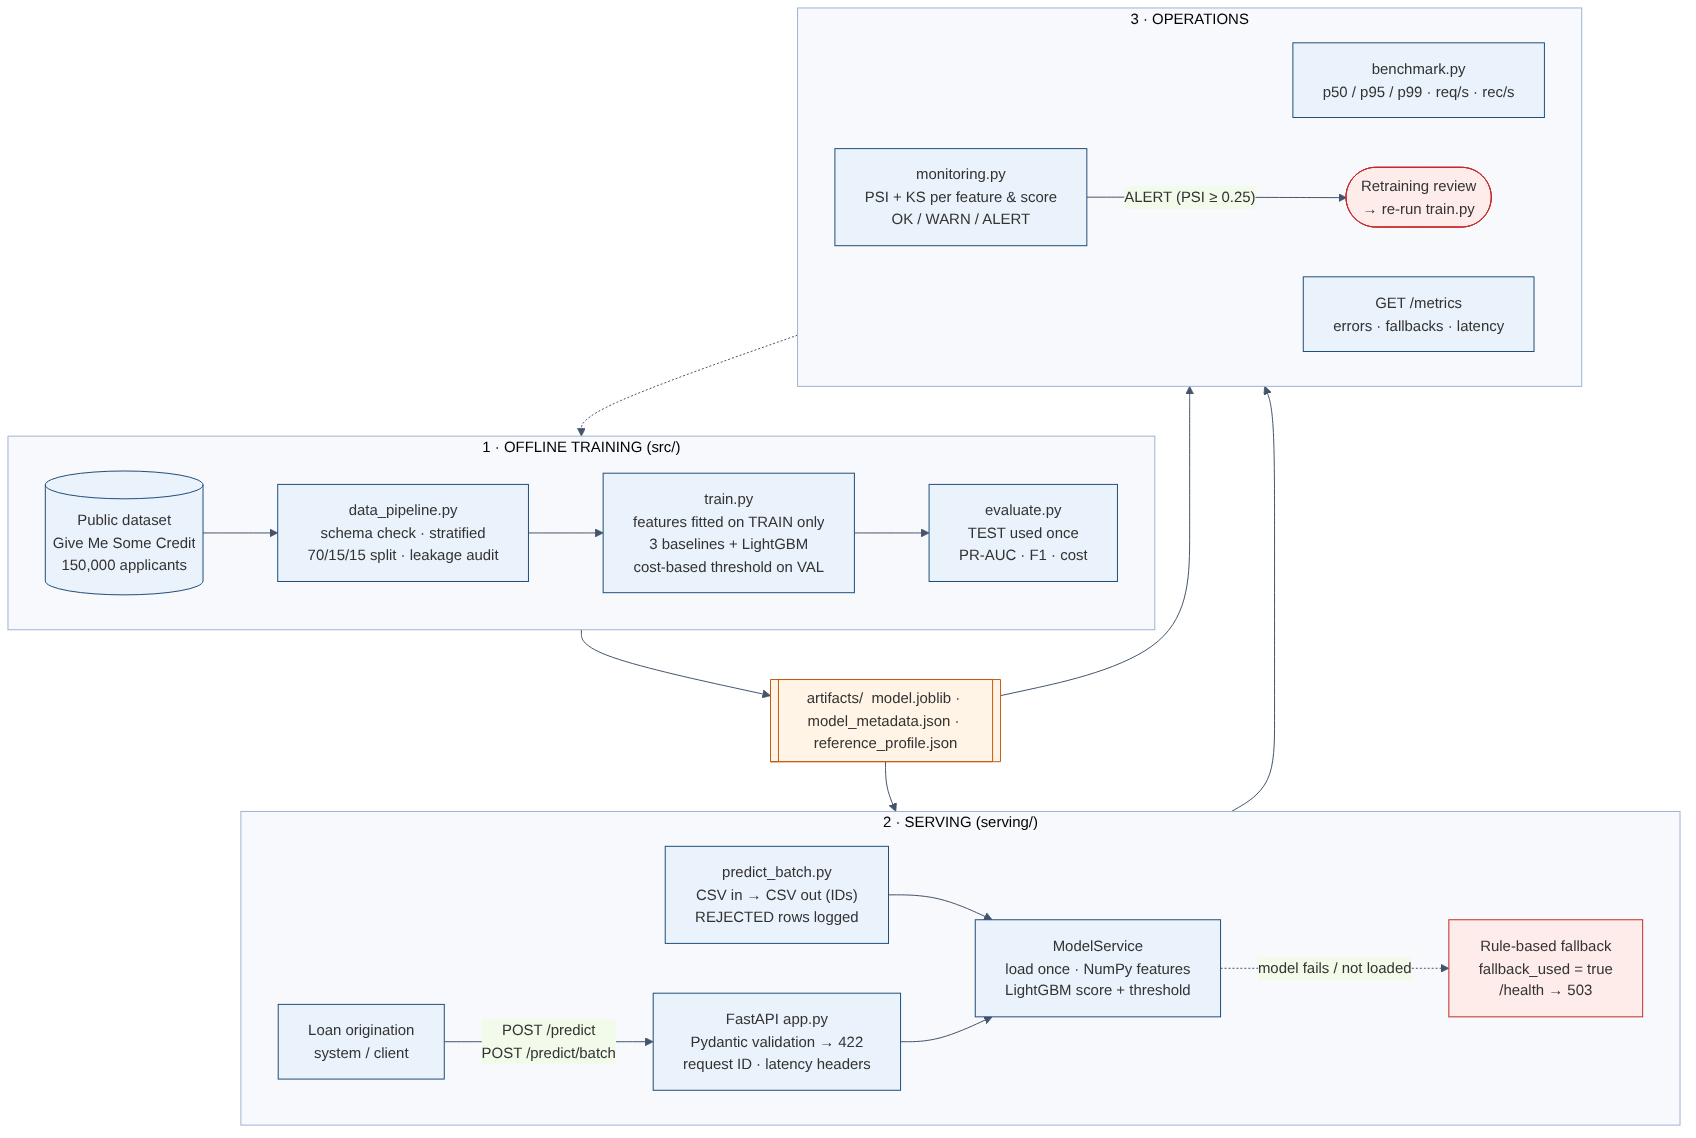 3 · OPERATIONS
benchmark.py
p50 / p95 / p99 · req/s · rec/s
monitoring.py
PSI + KS per feature & score
OK / WARN / ALERT
ALERT (PSI ≥ 0.25)
Retraining review
→ re-run train.py
GET /metrics
errors · fallbacks · latency
1 · OFFLINE TRAINING (src/)
Public dataset
Give Me Some Credit
150,000 applicants
data_pipeline.py
schema check · stratified
70/15/15 split · leakage audit
train.py
features fitted on TRAIN only
3 baselines + LightGBM
cost-based threshold on VAL
evaluate.py
TEST used once
PR-AUC · F1 · cost
artifacts/  model.joblib ·
model_metadata.json ·
reference_profile.json
2 · SERVING (serving/)
predict_batch.py
CSV in → CSV out (IDs)
REJECTED rows logged
ModelService
load once · NumPy features
LightGBM score + threshold
model fails / not loaded
Rule-based fallback
fallback_used = true
/health → 503
Loan origination
system / client
POST /predict
POST /predict/batch
FastAPI app.py
Pydantic validation → 422
request ID · latency headers